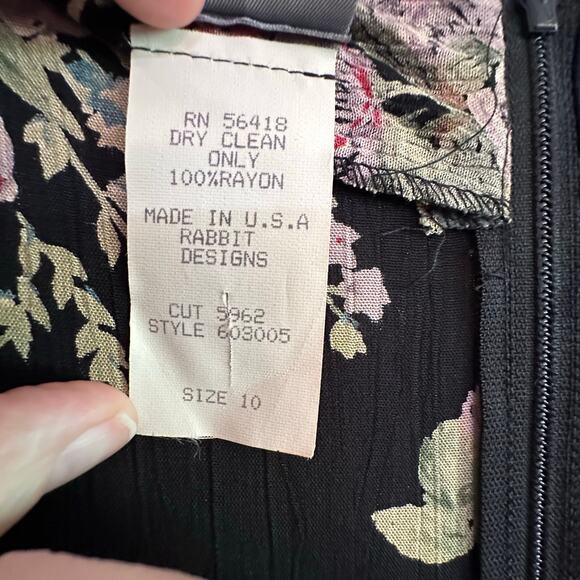 RN 56418
DRY CLEAN
ONLY
100%RAYON
MADE IN U.S.A
RABBIT
DESIGNS
CUT 5962
STYLE 603005
SIZE 10